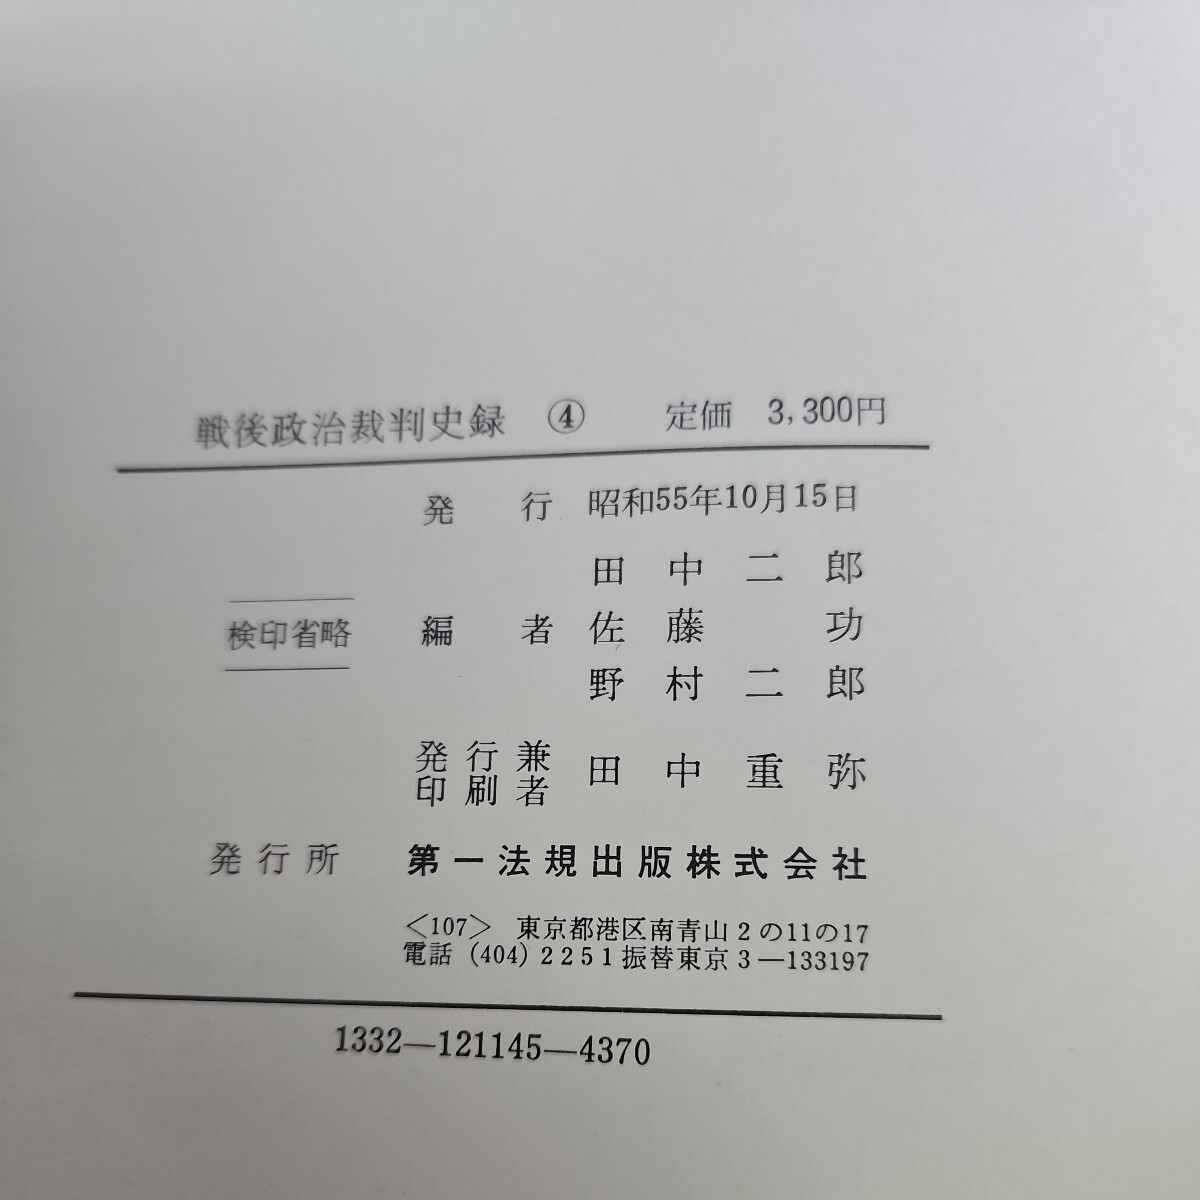 戦後政治裁判史録 ④ 定価 3,300円
発行 昭和55年10月15日
田中二郎
検印省略 編者 佐藤功
野村二郎
発行兼
印刷者 田中重弥
発行所 第一法規出版株式会社
〈107〉 東京都港区南青山2の11の17
電話 (404) 2251 振替東京3―133197
1332―121145―4370